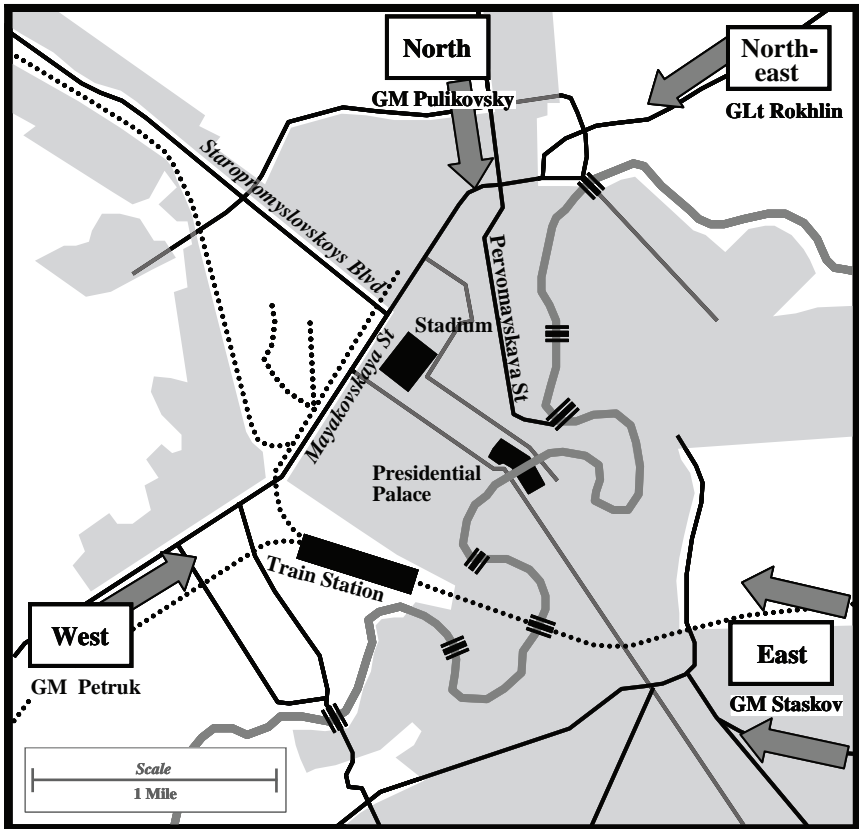 North
GM Pulikovsky
North-
east
GLt Rokhlin
Staropromyslovskoys Blvd
Pervomayskaya St
Stadium
Mayakovskaya St
Presidential
Palace
Train Station
West
GM Petruk
East
GM Staskov
Scale
1 Mile